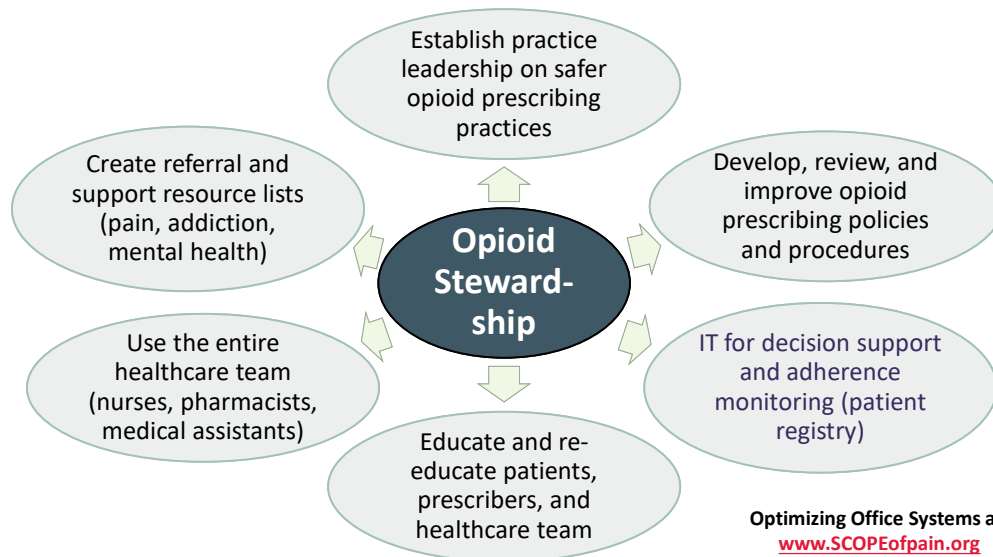 Establish practice
leadership on safer
opioid prescribing
practices
Create referral and
support resource lists
(pain, addiction,
mental health)
Develop, review, and
improve opioid
prescribing policies
and procedures
Opioid
Steward-
ship
Use the entire
healthcare team
(nurses, pharmacists,
medical assistants)
IT for decision support
and adherence
monitoring (patient
registry)
Educate and re-
educate patients,
prescribers, and
healthcare team
Optimizing Office Systems a
www.SCOPEofpain.org